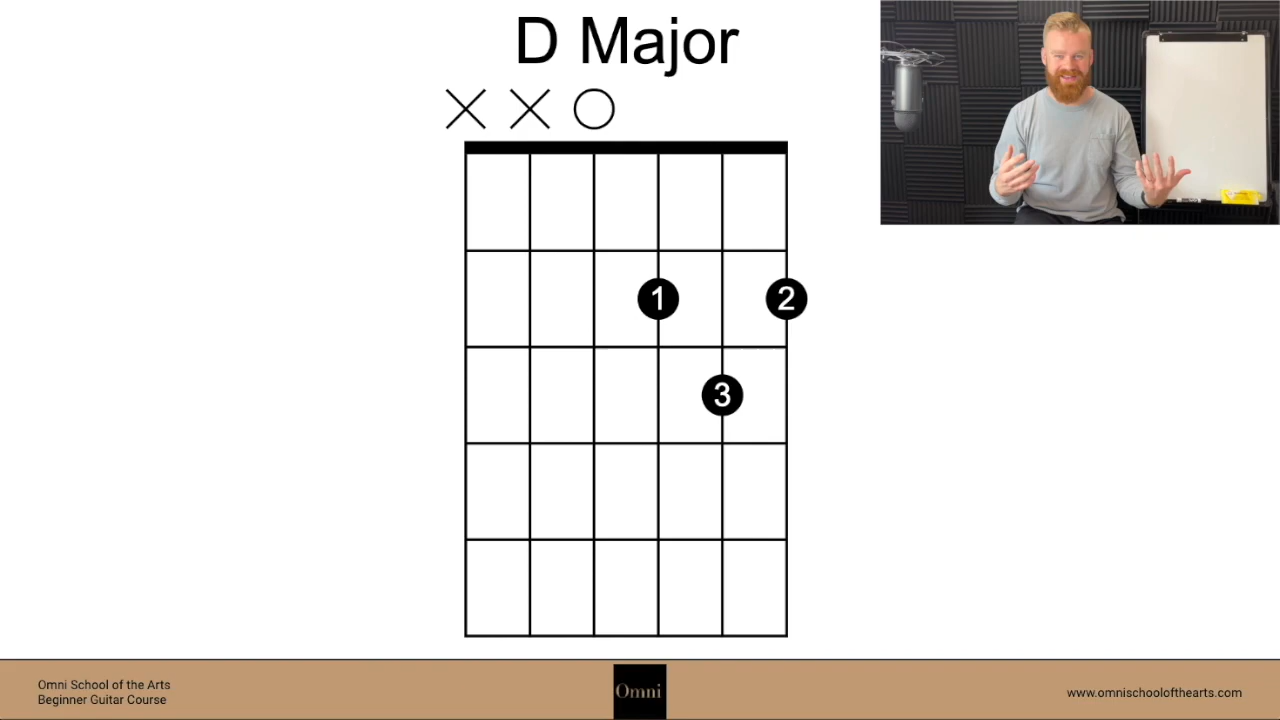 D Major
X X O
1 2
3
Omni School of the Arts
Beginner Guitar Course
Omni
www.omnischoolofthearts.com